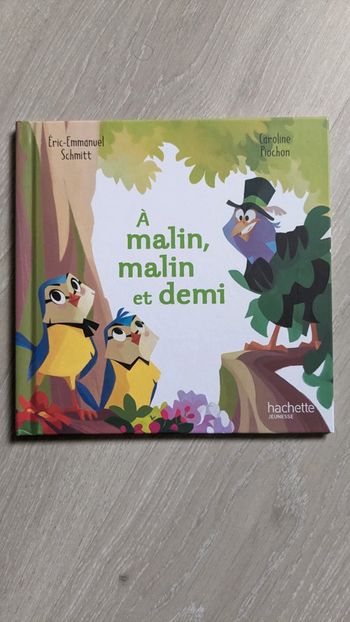 Éric-Emmanuel
Schmitt
Caroline
Piochon
À
malin,
malin
et demi
hachette
JEUNESSE